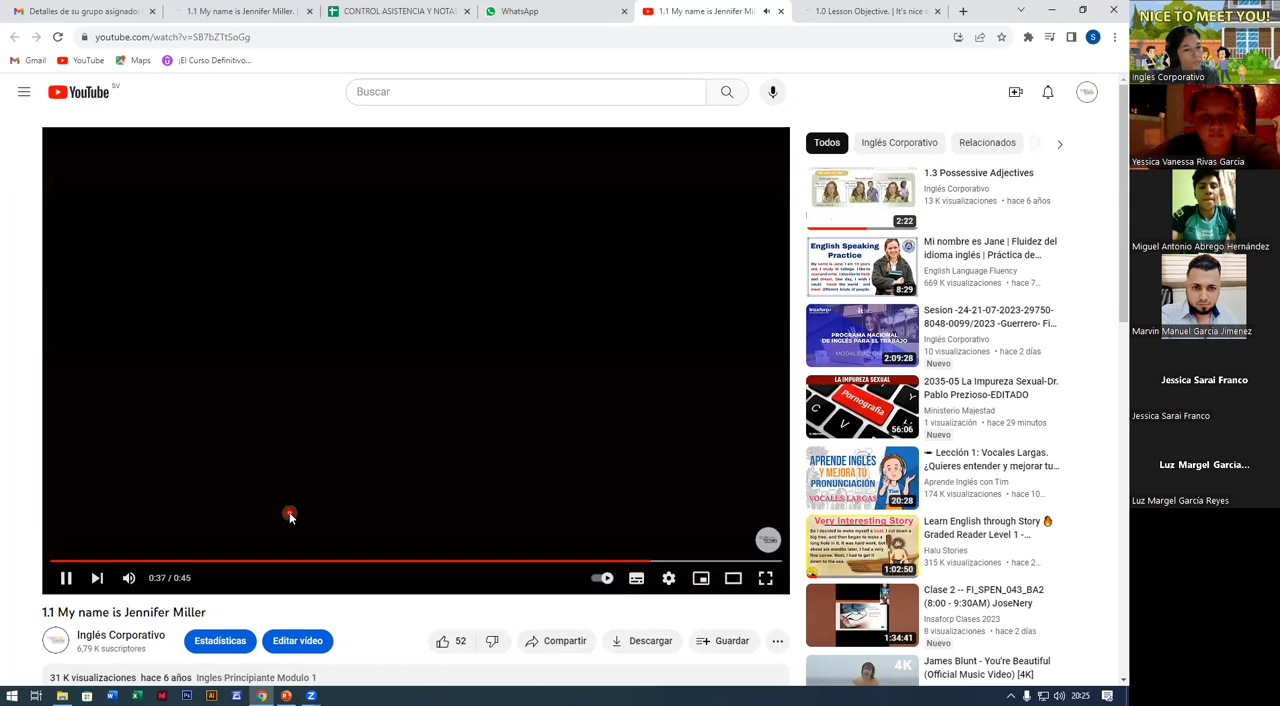 Detalles de su grupo asignado
1.1 My name is Jennifer Miller.
CONTROL ASISTENCIA Y NOTAS
WhatsApp
1.1 My name is Jennifer Mil
1.0 Lesson Objective. | It's nice t
youtube.com/watch?v=SB7bZTtSoGg
S
Gmail
YouTube
Maps
¡El Curso Definitivo...
YouTube
SV
Buscar
Todos
Inglés Corporativo
Relacionados
1.3 Possessive Adjectives
Inglés Corporativo
13 K visualizaciones • hace 6 años
2:22
English Speaking
Practice
8:29
Mi nombre es Jane | Fluidez del
idioma inglés | Práctica de...
English Language Fluency
669 K visualizaciones • hace 7...
insaforp
PROGRAMA NACIONAL
DE INGLÉS PARA EL TRABAJO
MODALIDAD
2:09:28
Sesion -24-21-07-2023-29750-
8048-0099/2023 -Guerrero- Fi...
Inglés Corporativo
10 visualizaciones • hace 2 días
Nuevo
LA IMPUREZA SEXUAL
Pornografia
56:06
2035-05 La Impureza Sexual-Dr.
Pablo Prezioso-EDITADO
Ministerio Majestad
1 visualización • hace 29 minutos
Nuevo
APRENDE INGLÉS
Y MEJORA TU
PRONUNCIACIÓN
VOCALES LARGAS
Tim
20:28
Lección 1: Vocales Largas.
¿Quieres entender y mejorar tu...
Aprende Inglés con Tim
174 K visualizaciones • hace 10...
Very Interesting Story
1:02:50
Learn English through Story 🔥
Graded Reader Level 1 -...
Halu Stories
315 K visualizaciones • hace 2...
1:34:41
Clase 2 -- FI_SPEN_043_BA2
(8:00 - 9:30AM) JoseNery
Insaforp Clases 2023
8 visualizaciones • hace 2 días
Nuevo
4K
James Blunt - You're Beautiful
(Official Music Video) [4K]
0:37 / 0:43
1.1 My name is Jennifer Miller
Inglés Corporativo
6,79 K suscriptores
Estadísticas
Editar vídeo
52
Compartir
Descargar
Guardar
31 K visualizaciones hace 6 años Ingles Principiante Modulo 1
20:25
NICE TO MEET YOU!
Ingles Corporativo
Yessica Vanessa Rivas Garcia
Miguel Antonio Abrego Hernández
Marvin Manuel Garcia Jimenez
Jessica Sarai Franco
Jessica Sarai Franco
Luz Margel García...
Luz Margel García Reyes